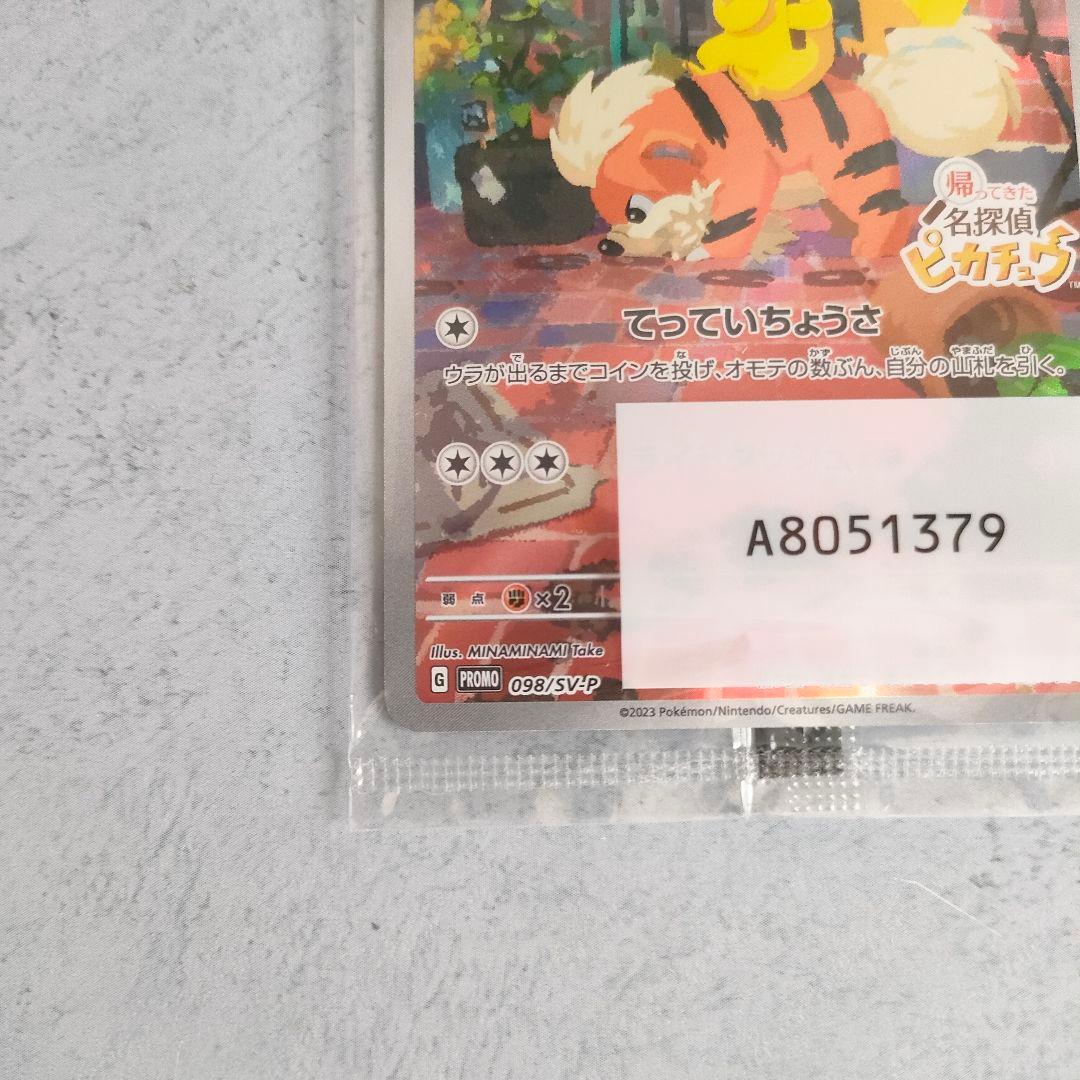 帰ってきた
名探偵
ピカチュウ
TM
てっていちょうさ
ウラが出るまでコインを投げ、オモテの数ぶん、自分の山札を引く。
A8051379
弱点 ×2
Illus. MINAMINAMI Take
G PROMO 098/SV-P
©2023 Pokémon/Nintendo/Creatures/GAME FREAK.